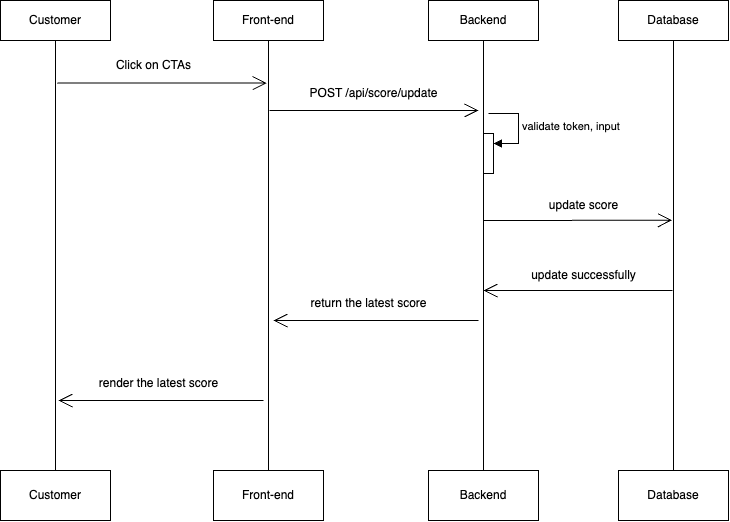 Customer
Front-end
Backend
Database
Click on CTAs
POST /api/score/update
validate token, input
update score
update successfully
return the latest score
render the latest score
Customer
Front-end
Backend
Database